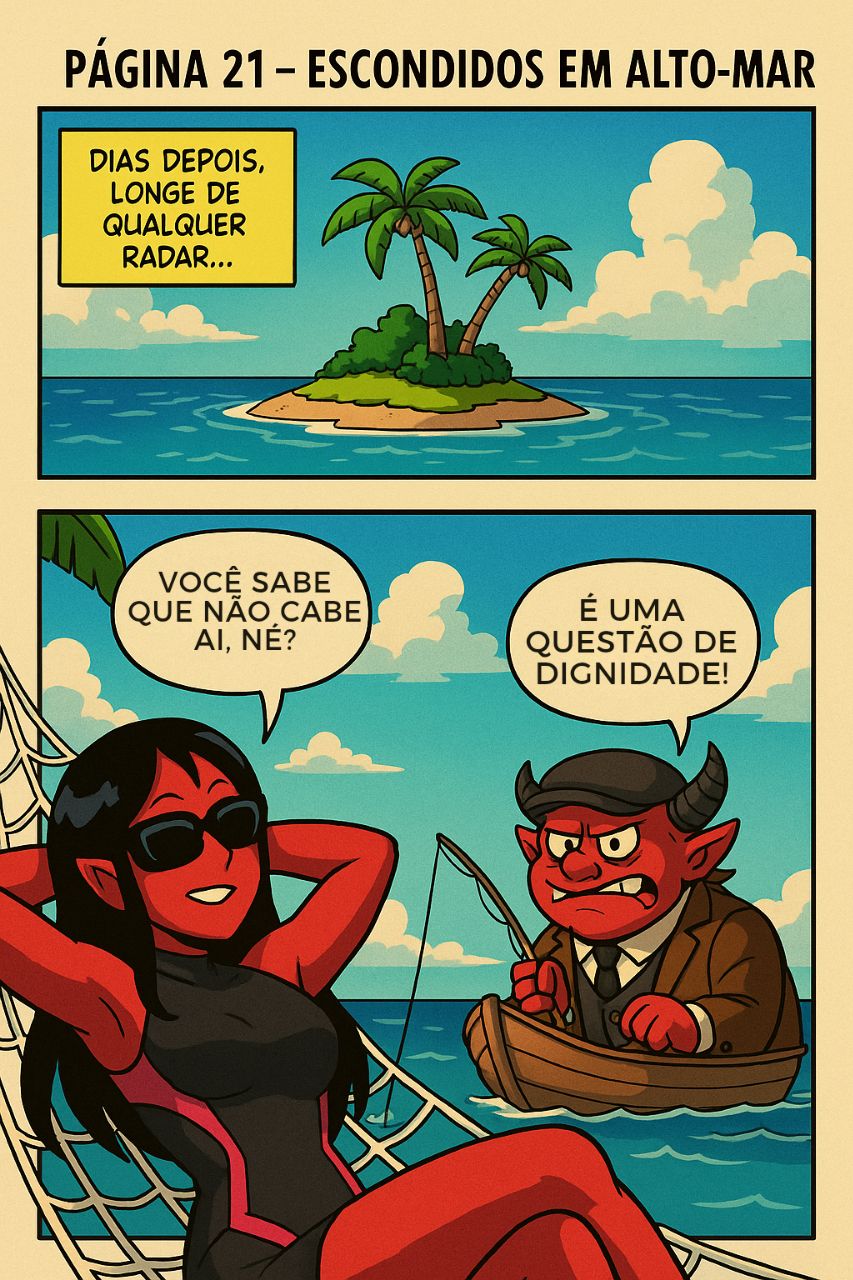 PÁGINA 21 – ESCONDIDOS EM ALTO-MAR
DIAS DEPOIS,
LONGE DE
QUALQUER
RADAR...
VOCÊ SABE
QUE NÃO CABE
AI, NÉ?
É UMA
QUESTÃO DE
DIGNIDADE!